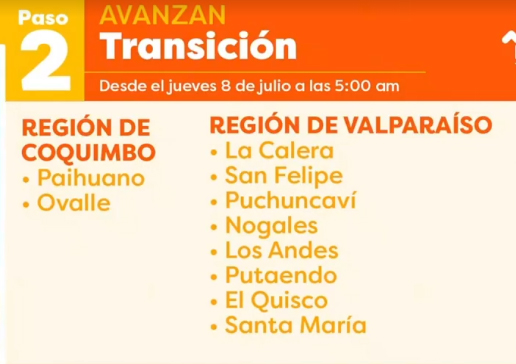 Paso
2
AVANZAN
Transición
Desde el jueves 8 de julio a las 5:00 am
REGIÓN DE
COQUIMBO
• Paihuano
• Ovalle
REGIÓN DE VALPARAÍSO
• La Calera
• San Felipe
• Puchuncaví
• Nogales
• Los Andes
• Putaendo
• El Quisco
• Santa María